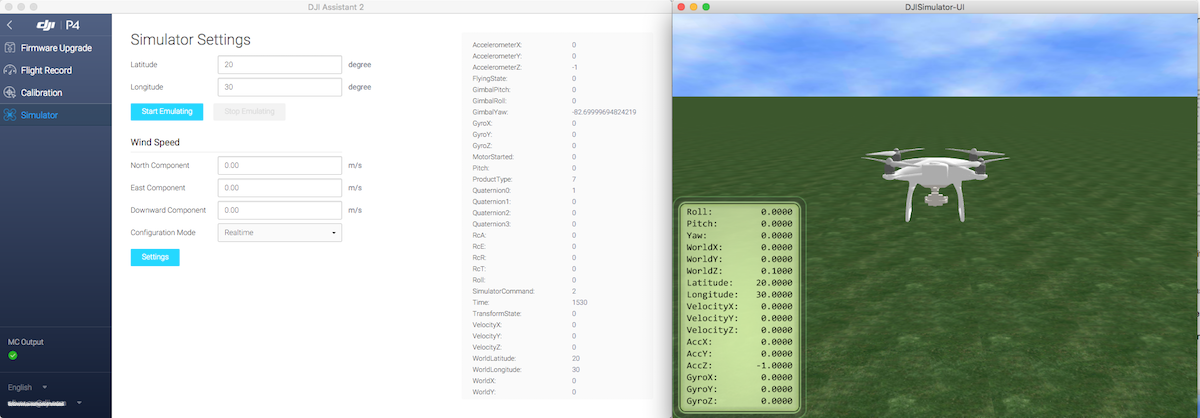 DJI Assistant 2
dji P4
Firmware Upgrade
Flight Record
Calibration
Simulator
MC Output
English
Simulator Settings
Latitude 20 degree
Longitude 30 degree
Start Emulating Stop Emulating
Wind Speed
North Component 0.00 m/s
East Component 0.00 m/s
Downward Component 0.00 m/s
Configuration Mode Realtime
Settings
AccelerometerX: 0
AccelerometerY: 0
AccelerometerZ: -1
FlyingState: 0
GimbalPitch: 0
GimbalRoll: 0
GimbalYaw: -82.69999694824219
GyroX: 0
GyroY: 0
GyroZ: 0
MotorStarted: 0
Pitch: 0
ProductType: 7
Quaternion0: 1
Quaternion1: 0
Quaternion2: 0
Quaternion3: 0
RcA: 0
RcE: 0
RcR: 0
RcT: 0
Roll: 0
SimulatorCommand: 2
Time: 1530
TransformState: 0
VelocityX: 0
VelocityY: 0
VelocityZ: 0
WorldLatitude: 20
WorldLongitude: 30
WorldX: 0
WorldY: 0
DJISimulator-UI
Roll: 0.0000
Pitch: 0.0000
Yaw: 0.0000
WorldX: 0.0000
WorldY: 0.0000
WorldZ: 0.1000
Latitude: 20.0000
Longitude: 30.0000
VelocityX: 0.0000
VelocityY: 0.0000
VelocityZ: 0.0000
AccX: 0.0000
AccY: 0.0000
AccZ: -1.0000
GyroX: 0.0000
GyroY: 0.0000
GyroZ: 0.0000